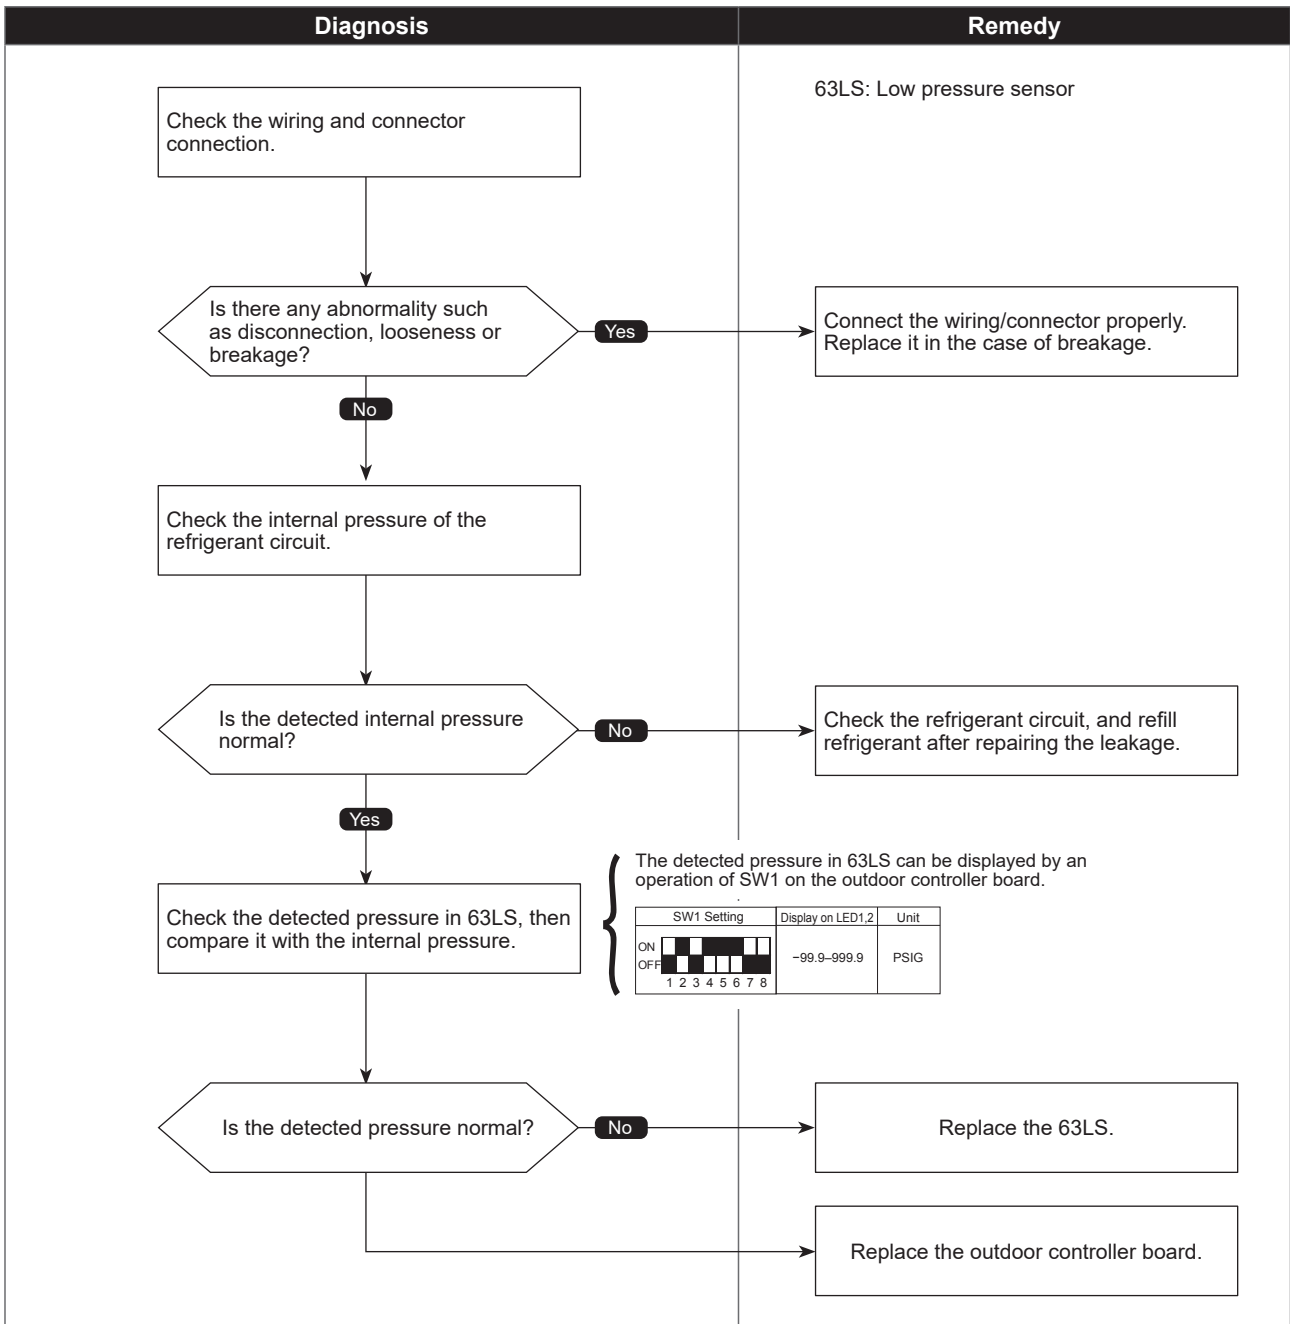 Diagnosis
Remedy
63LS: Low pressure sensor
Check the wiring and connector
connection.
Is there any abnormality such
as disconnection, looseness or
breakage?
Yes
Connect the wiring/connector properly.
Replace it in the case of breakage.
No
Check the internal pressure of the
refrigerant circuit.
Is the detected internal pressure
normal?
No
Check the refrigerant circuit, and refill
refrigerant after repairing the leakage.
Yes
The detected pressure in 63LS can be displayed by an
operation of SW1 on the outdoor controller board.
Check the detected pressure in 63LS, then
compare it with the internal pressure.
SW1 Setting
Display on LED1,2
Unit
ON
OFF
1 2 3 4 5 6 7 8
−99.9–999.9
PSIG
Is the detected pressure normal?
No
Replace the 63LS.
Replace the outdoor controller board.